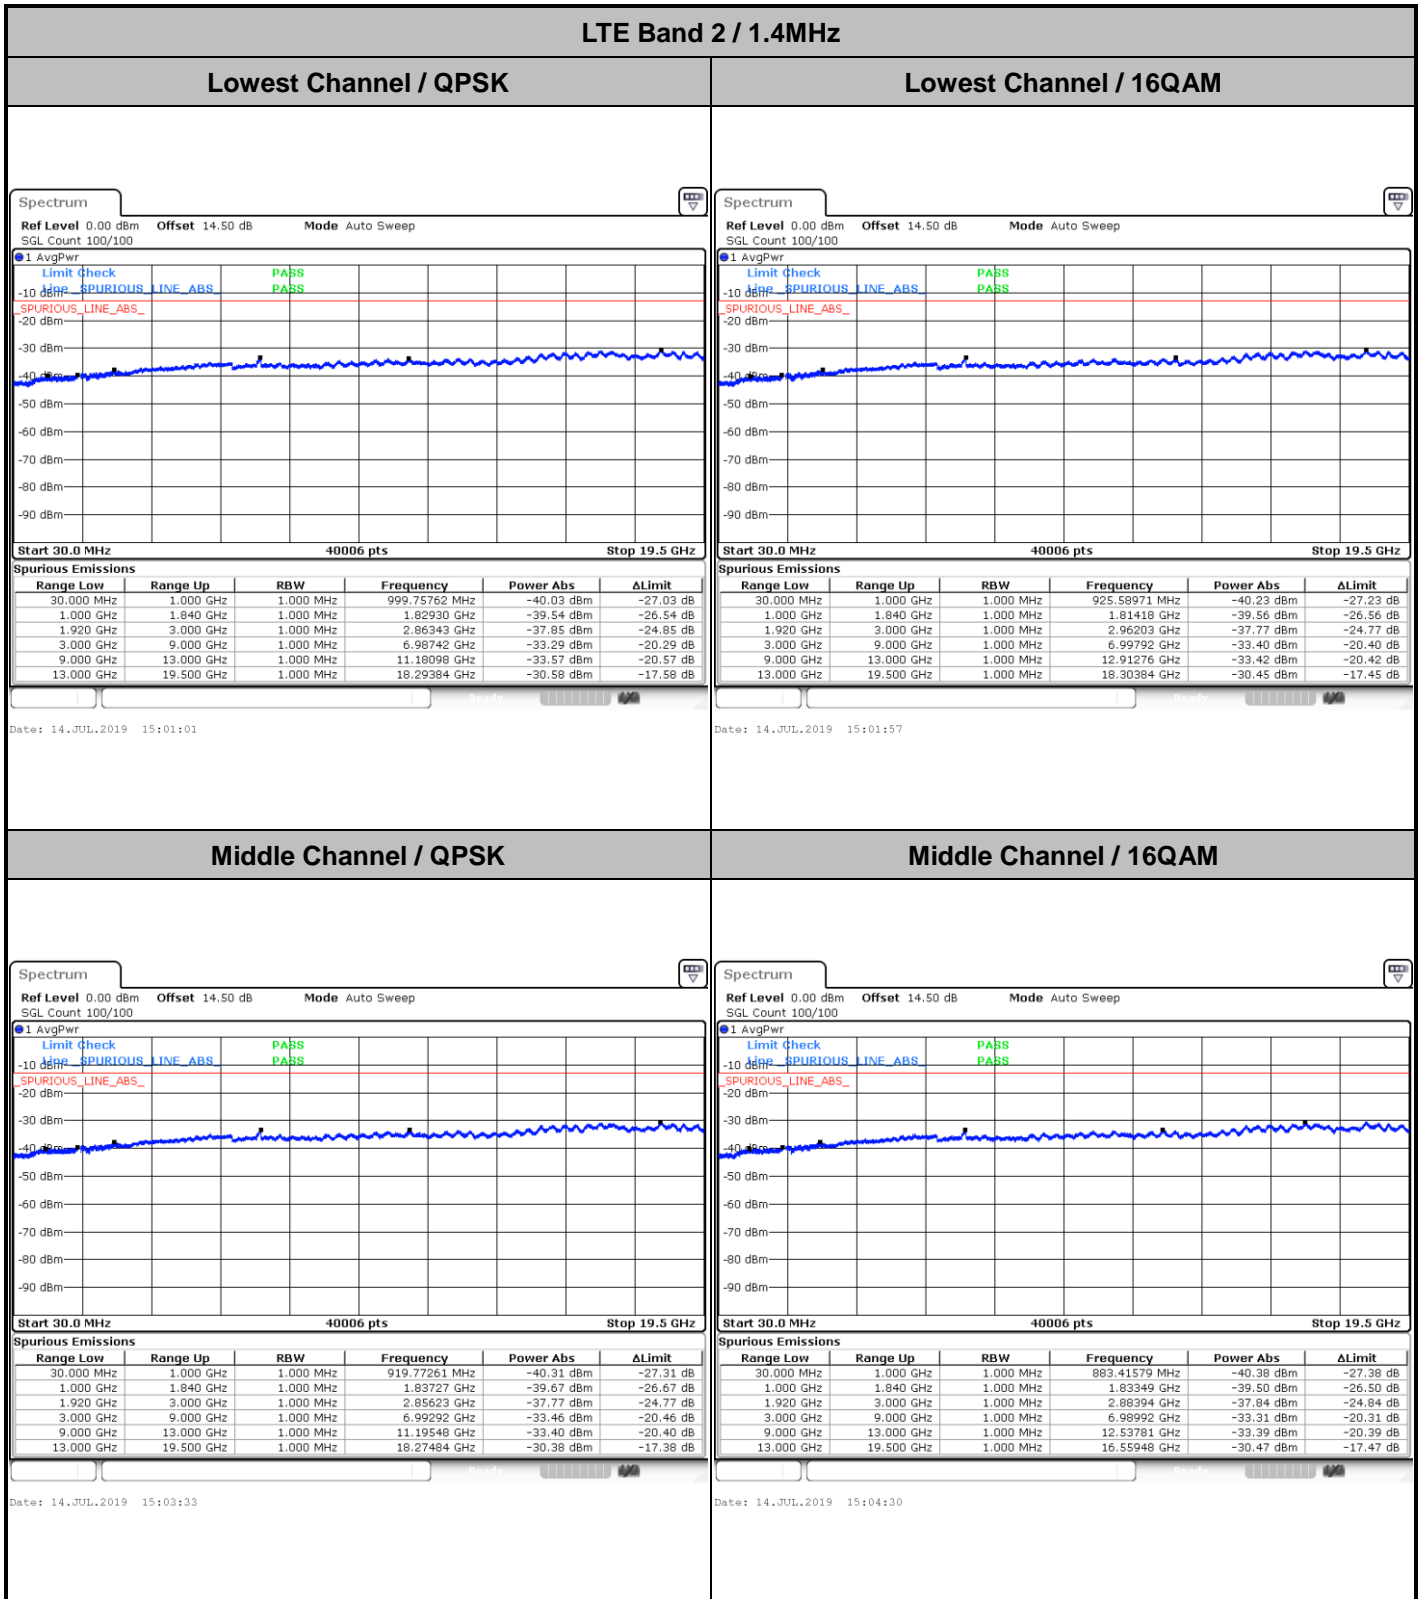 LTE Band 2 / 1.4MHz
Lowest Channel / QPSK
Lowest Channel / 16QAM
Spectrum
Ref Level 0.00 dBm Offset 14.50 dB Mode Auto Sweep
SGL Count 100/100
1 AvgPwr
Limit Check PASS
Line _SPURIOUS_LINE_ABS_ PASS
-10 dBm
_SPURIOUS_LINE_ABS_
-20 dBm
-30 dBm
-40 dBm
-50 dBm
-60 dBm
-70 dBm
-80 dBm
-90 dBm
Start 30.0 MHz 40006 pts Stop 19.5 GHz
Spurious Emissions
Range Low Range Up RBW Frequency Power Abs ΔLimit
30.000 MHz 1.000 GHz 1.000 MHz 999.75762 MHz -40.03 dBm -27.03 dB
1.000 GHz 1.840 GHz 1.000 MHz 1.82930 GHz -39.54 dBm -26.54 dB
1.920 GHz 3.000 GHz 1.000 MHz 2.86343 GHz -37.85 dBm -24.85 dB
3.000 GHz 9.000 GHz 1.000 MHz 6.98742 GHz -33.29 dBm -20.29 dB
9.000 GHz 13.000 GHz 1.000 MHz 11.18098 GHz -33.57 dBm -20.57 dB
13.000 GHz 19.500 GHz 1.000 MHz 18.29384 GHz -30.58 dBm -17.58 dB
Ready
Date: 14.JUL.2019 15:01:01
Spectrum
Ref Level 0.00 dBm Offset 14.50 dB Mode Auto Sweep
SGL Count 100/100
1 AvgPwr
Limit Check PASS
Line _SPURIOUS_LINE_ABS_ PASS
-10 dBm
_SPURIOUS_LINE_ABS_
-20 dBm
-30 dBm
-40 dBm
-50 dBm
-60 dBm
-70 dBm
-80 dBm
-90 dBm
Start 30.0 MHz 40006 pts Stop 19.5 GHz
Spurious Emissions
Range Low Range Up RBW Frequency Power Abs ΔLimit
30.000 MHz 1.000 GHz 1.000 MHz 925.58971 MHz -40.23 dBm -27.23 dB
1.000 GHz 1.840 GHz 1.000 MHz 1.81418 GHz -39.56 dBm -26.56 dB
1.920 GHz 3.000 GHz 1.000 MHz 2.96203 GHz -37.77 dBm -24.77 dB
3.000 GHz 9.000 GHz 1.000 MHz 6.99792 GHz -33.40 dBm -20.40 dB
9.000 GHz 13.000 GHz 1.000 MHz 12.91276 GHz -33.42 dBm -20.42 dB
13.000 GHz 19.500 GHz 1.000 MHz 18.30384 GHz -30.45 dBm -17.45 dB
Ready
Date: 14.JUL.2019 15:01:57
Middle Channel / QPSK
Middle Channel / 16QAM
Spectrum
Ref Level 0.00 dBm Offset 14.50 dB Mode Auto Sweep
SGL Count 100/100
1 AvgPwr
Limit Check PASS
Line _SPURIOUS_LINE_ABS_ PASS
-10 dBm
_SPURIOUS_LINE_ABS_
-20 dBm
-30 dBm
-40 dBm
-50 dBm
-60 dBm
-70 dBm
-80 dBm
-90 dBm
Start 30.0 MHz 40006 pts Stop 19.5 GHz
Spurious Emissions
Range Low Range Up RBW Frequency Power Abs ΔLimit
30.000 MHz 1.000 GHz 1.000 MHz 919.77261 MHz -40.31 dBm -27.31 dB
1.000 GHz 1.840 GHz 1.000 MHz 1.83727 GHz -39.67 dBm -26.67 dB
1.920 GHz 3.000 GHz 1.000 MHz 2.85623 GHz -37.77 dBm -24.77 dB
3.000 GHz 9.000 GHz 1.000 MHz 6.99292 GHz -33.46 dBm -20.46 dB
9.000 GHz 13.000 GHz 1.000 MHz 11.19548 GHz -33.40 dBm -20.40 dB
13.000 GHz 19.500 GHz 1.000 MHz 18.27484 GHz -30.38 dBm -17.38 dB
Ready
Date: 14.JUL.2019 15:03:33
Spectrum
Ref Level 0.00 dBm Offset 14.50 dB Mode Auto Sweep
SGL Count 100/100
1 AvgPwr
Limit Check PASS
Line _SPURIOUS_LINE_ABS_ PASS
-10 dBm
_SPURIOUS_LINE_ABS_
-20 dBm
-30 dBm
-40 dBm
-50 dBm
-60 dBm
-70 dBm
-80 dBm
-90 dBm
Start 30.0 MHz 40006 pts Stop 19.5 GHz
Spurious Emissions
Range Low Range Up RBW Frequency Power Abs ΔLimit
30.000 MHz 1.000 GHz 1.000 MHz 883.41579 MHz -40.38 dBm -27.38 dB
1.000 GHz 1.840 GHz 1.000 MHz 1.83349 GHz -39.50 dBm -26.50 dB
1.920 GHz 3.000 GHz 1.000 MHz 2.88394 GHz -37.84 dBm -24.84 dB
3.000 GHz 9.000 GHz 1.000 MHz 6.98992 GHz -33.31 dBm -20.31 dB
9.000 GHz 13.000 GHz 1.000 MHz 12.53781 GHz -33.39 dBm -20.39 dB
13.000 GHz 19.500 GHz 1.000 MHz 16.55948 GHz -30.47 dBm -17.47 dB
Ready
Date: 14.JUL.2019 15:04:30